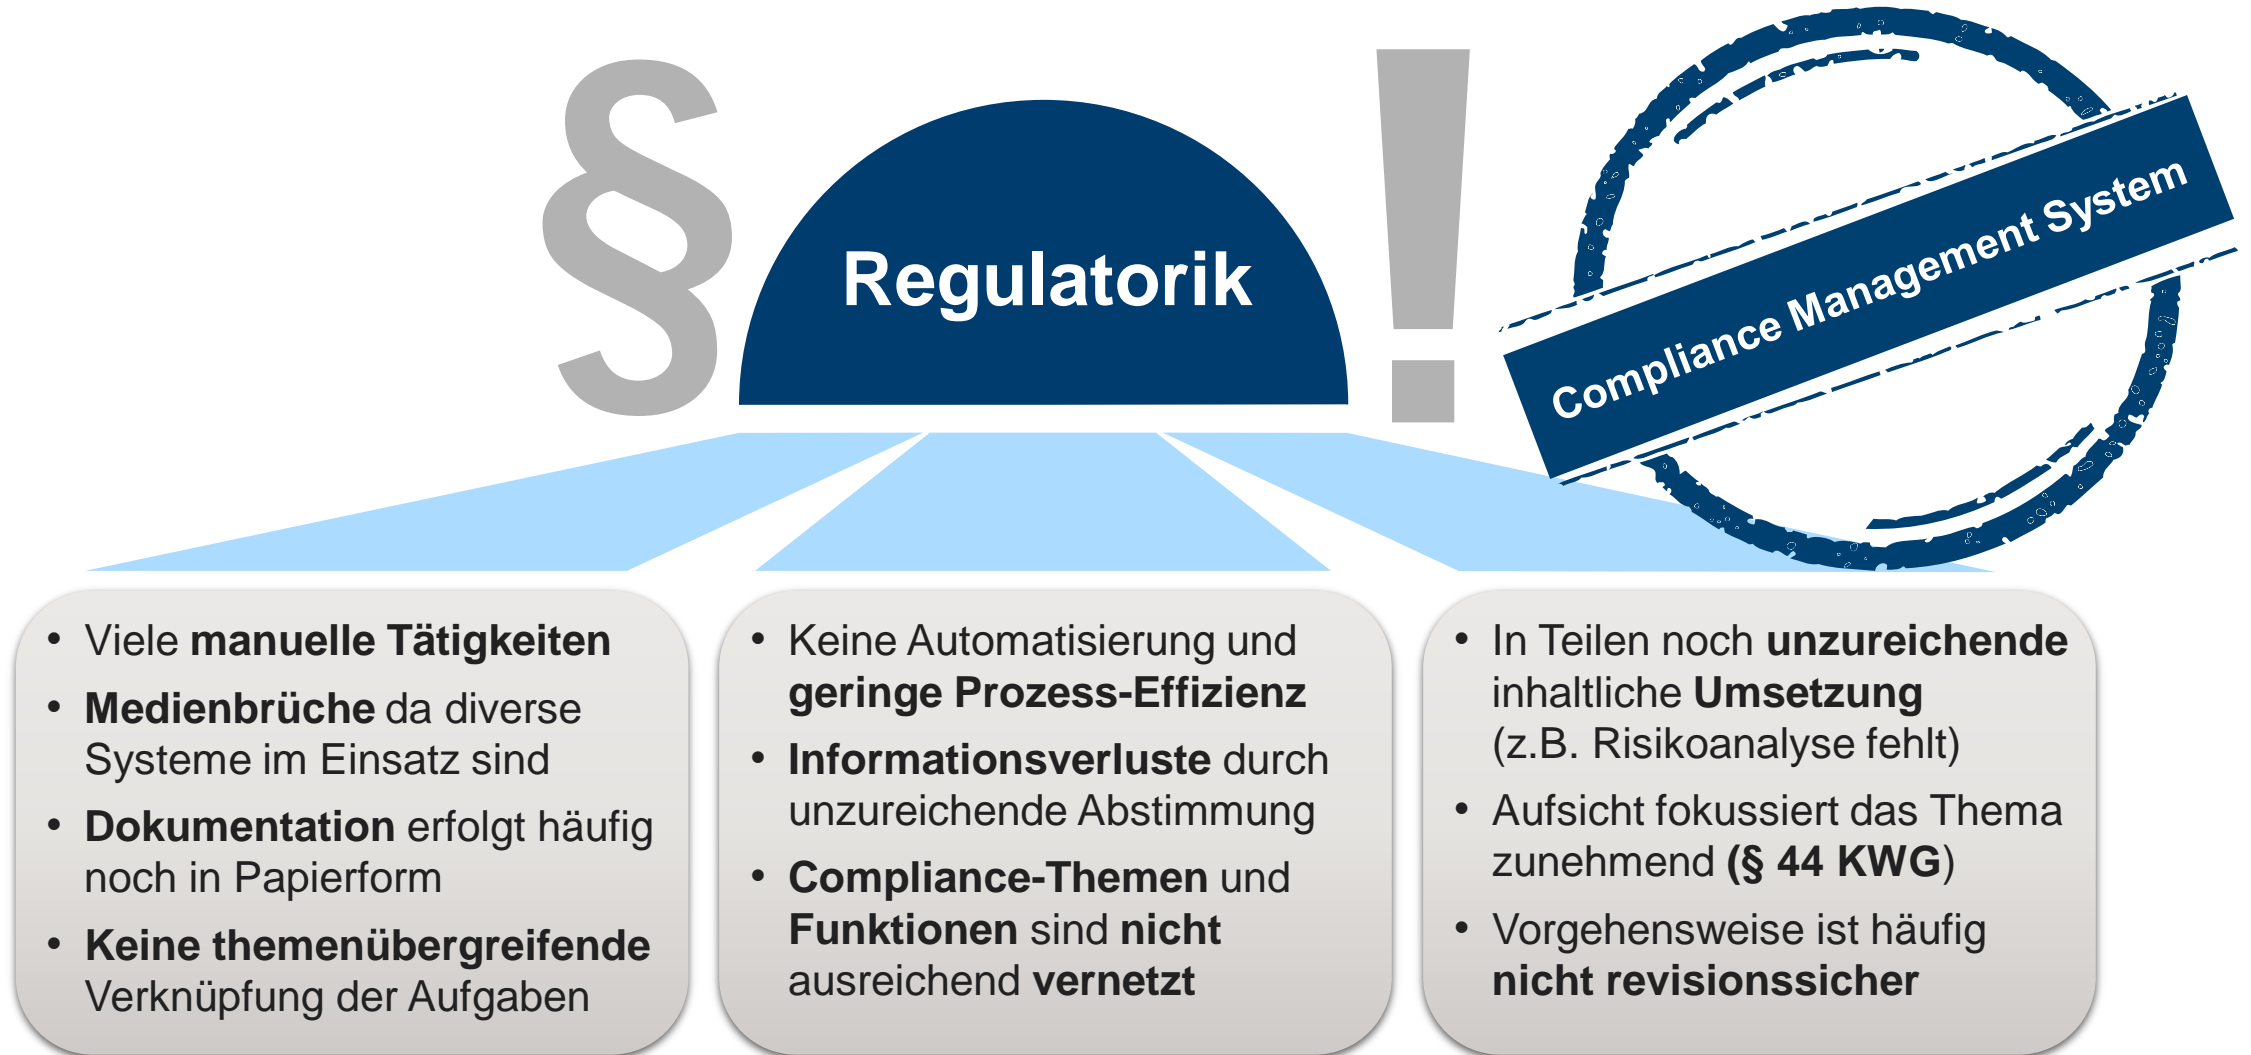 §
Regulatorik
!
Compliance Management System
• Viele manuelle Tätigkeiten
• Medienbrüche da diverse
Systeme im Einsatz sind
• Dokumentation erfolgt häufig
noch in Papierform
• Keine themenübergreifende
Verknüpfung der Aufgaben
• Keine Automatisierung und
geringe Prozess-Effizienz
• Informationsverluste durch
unzureichende Abstimmung
• Compliance-Themen und
Funktionen sind nicht
ausreichend vernetzt
• In Teilen noch unzureichende
inhaltliche Umsetzung
(z.B. Risikoanalyse fehlt)
• Aufsicht fokussiert das Thema
zunehmend (§ 44 KWG)
• Vorgehensweise ist häufig
nicht revisionssicher